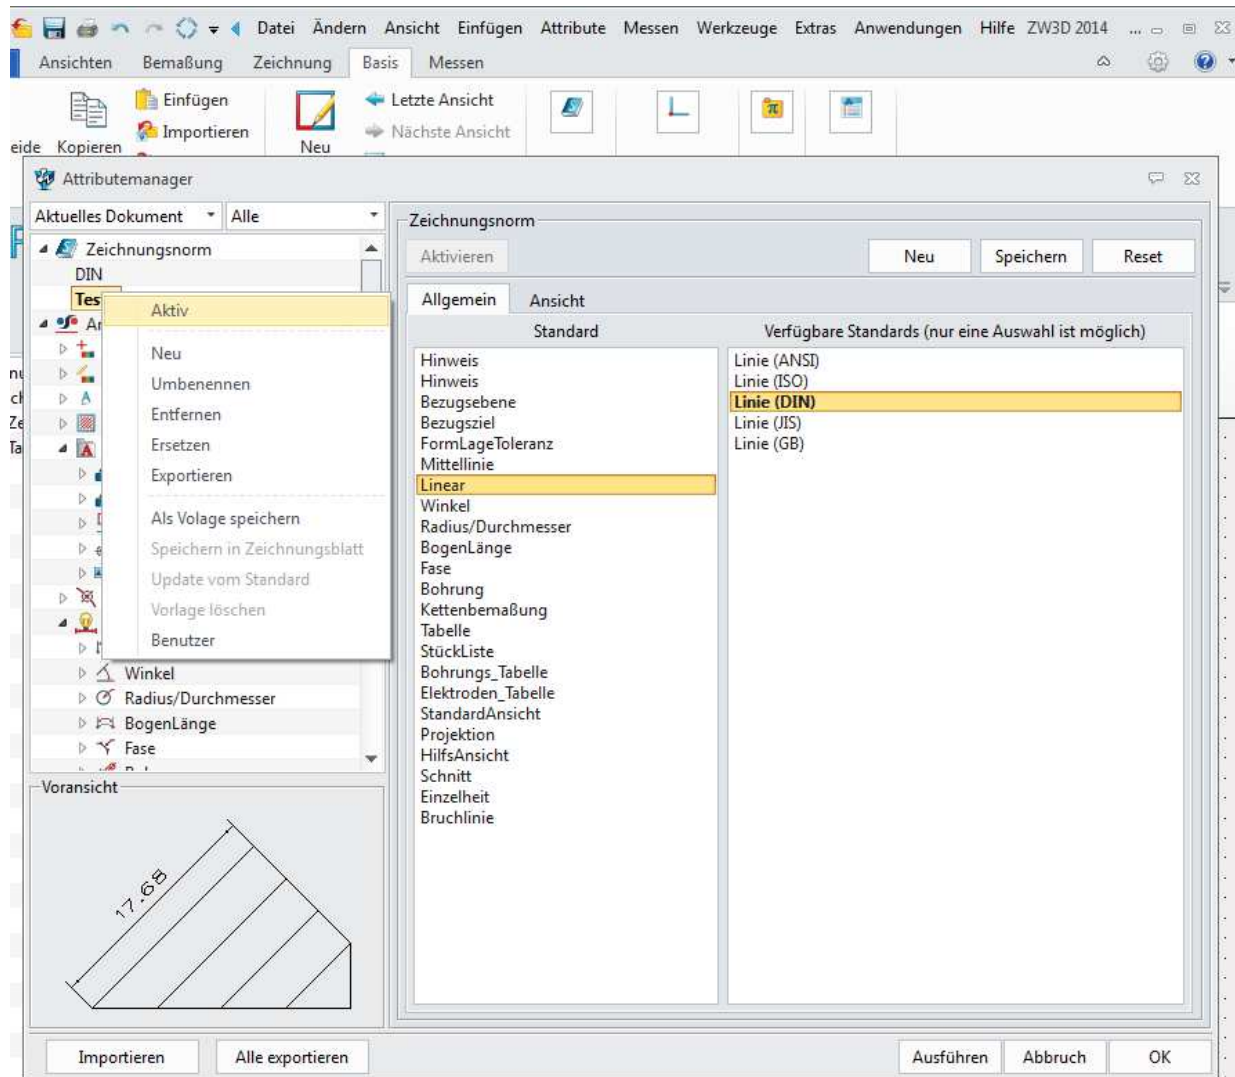 Datei Ändern Ansicht Einfügen Attribute Messen Werkzeuge Extras Anwendungen Hilfe ZW3D 2014 ...
Ansichten Bemaßung Zeichnung Basis Messen
Einfügen
Importieren
Kopieren
Neu
Letzte Ansicht
Nächste Ansicht
Attributemanager
Aktuelles Dokument
Alle
Zeichnungsnorm
DIN
Aktiv
Neu
Umbenennen
Entfernen
Ersetzen
Exportieren
Als Volage speichern
Speichern in Zeichnungsblatt
Update vom Standard
Vorlage löschen
Benutzer
Winkel
Radius/Durchmesser
BogenLänge
Fase
Voransicht
17.68
Zeichnungsnorm
Aktivieren
Neu
Speichern
Reset
Allgemein
Ansicht
Standard
Hinweis
Hinweis
Bezugsebene
Bezugsziel
FormLageToleranz
Mittellinie
Linear
Winkel
Radius/Durchmesser
BogenLänge
Fase
Bohrung
Kettenbemaßung
Tabelle
StückListe
Bohrungs_Tabelle
Elektroden_Tabelle
StandardAnsicht
Projektion
HilfsAnsicht
Schnitt
Einzelheit
Bruchlinie
Verfügbare Standards (nur eine Auswahl ist möglich)
Linie (ANSI)
Linie (ISO)
Linie (DIN)
Linie (JIS)
Linie (GB)
Importieren
Alle exportieren
Ausführen
Abbruch
OK